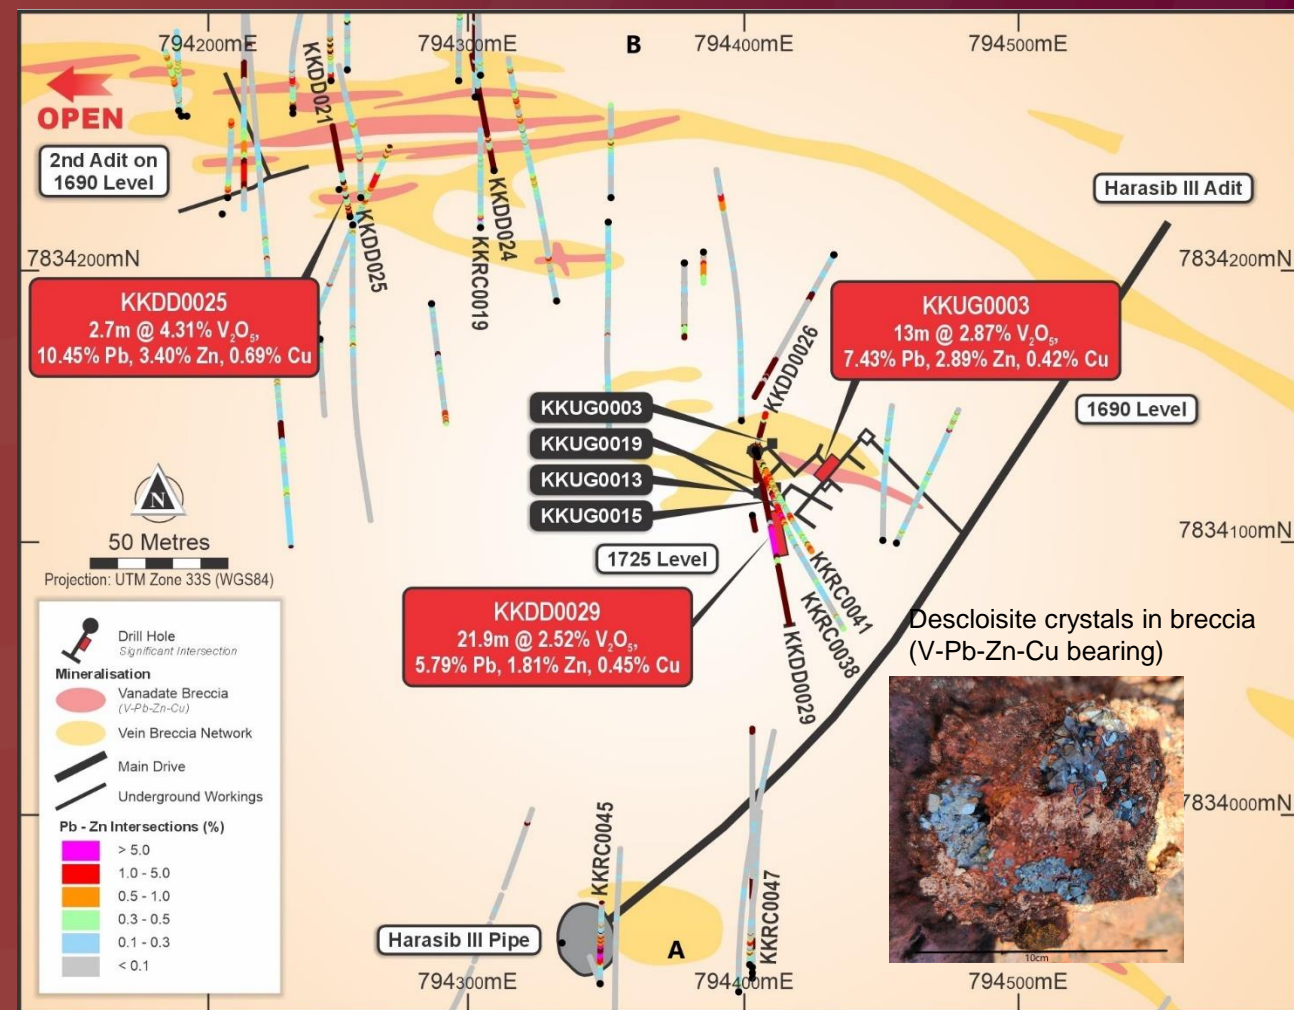 794200mE
794300mE
B
794400mE
794500mE
OPEN
KKDD021
2nd Adit on
1690 Level
Harasib III Adit
KKDD025
KKDD024
KKRC0019
7834200mN
7834200mN
KKDD0025
2.7m @ 4.31% V₂O₅,
10.45% Pb, 3.40% Zn, 0.69% Cu
KKUG0003
13m @ 2.87% V₂O₅,
7.43% Pb, 2.89% Zn, 0.42% Cu
KKDD0026
KKUG0003
KKUG0019
KKUG0013
KKUG0015
1690 Level
N
50 Metres
Projection: UTM Zone 33S (WGS84)
7834100mN
1725 Level
KKRC0041
KKRC0038
KKDD0029
KKDD0029
21.9m @ 2.52% V₂O₅,
5.79% Pb, 1.81% Zn, 0.45% Cu
Descloisite crystals in breccia
(V-Pb-Zn-Cu bearing)
Drill Hole
Significant Intersection
Mineralisation
Vanadate Breccia
(V-Pb-Zn-Cu)
Vein Breccia Network
Main Drive
Underground Workings
Pb - Zn Intersections (%)
> 5.0
1.0 - 5.0
0.5 - 1.0
0.3 - 0.5
0.1 - 0.3
< 0.1
7834000mN
KKRC0045
KKRC0047
Harasib III Pipe
A
10cm
794300mE
794400mE
794500mE